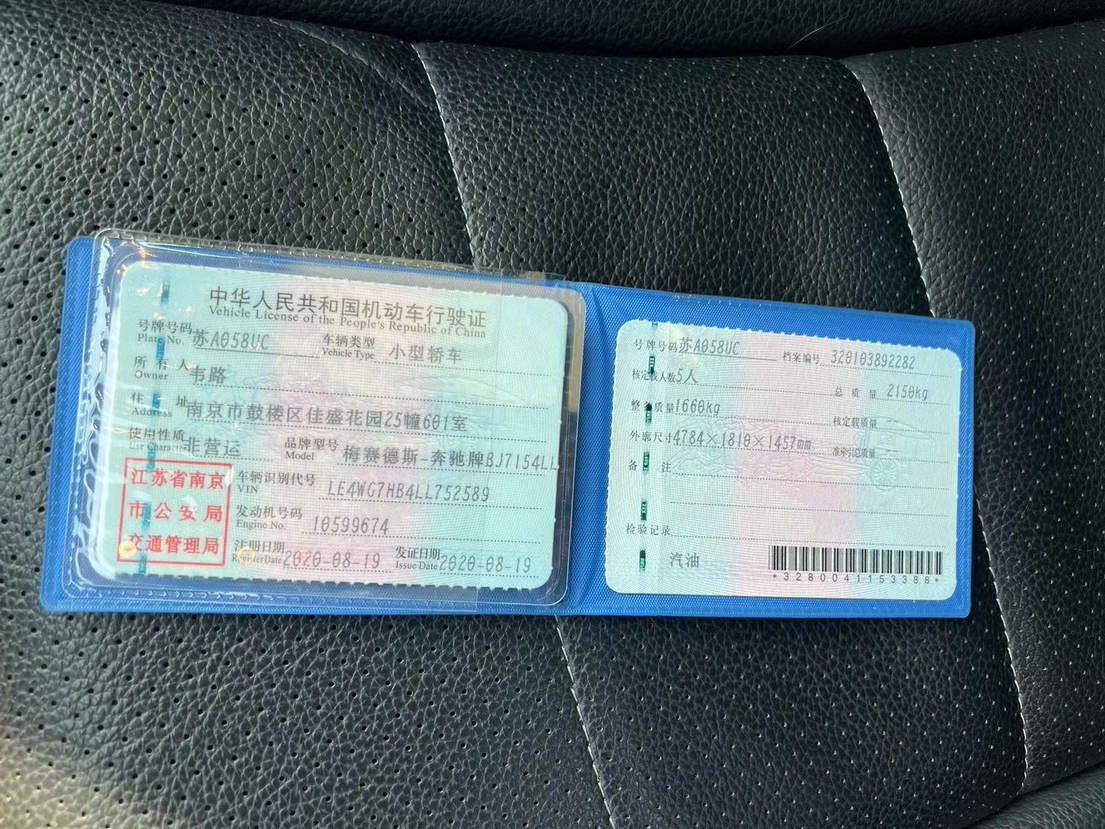 中华人民共和国机动车行驶证
Vehicle License of the People's Republic of China
号牌号码 苏A058UC 车辆类型 小型轿车
Plate No. Vehicle Type
所有人 韦路
Owner
住址 南京市鼓楼区佳盛花园25幢601室
Address
使用性质 非营运 品牌型号 梅赛德斯-奔驰牌BJ7154LL
Use Character Model
江苏省南京
市公安局
交通管理局
车辆识别代号 LE4WG7HB4LL752589
VIN
发动机号码 10599674
Engine No.
注册日期 2020-08-19 发证日期 2020-08-19
Register Date Issue Date
号牌号码 苏A058UC 档案编号 320103892282
核定载人数 5人 总质量 2150kg
整备质量 1660kg 核定载质量 --
外廓尺寸 4784×1810×1457mm 准牵引总质量 --
备注
检验记录
汽油
*3280041153388*